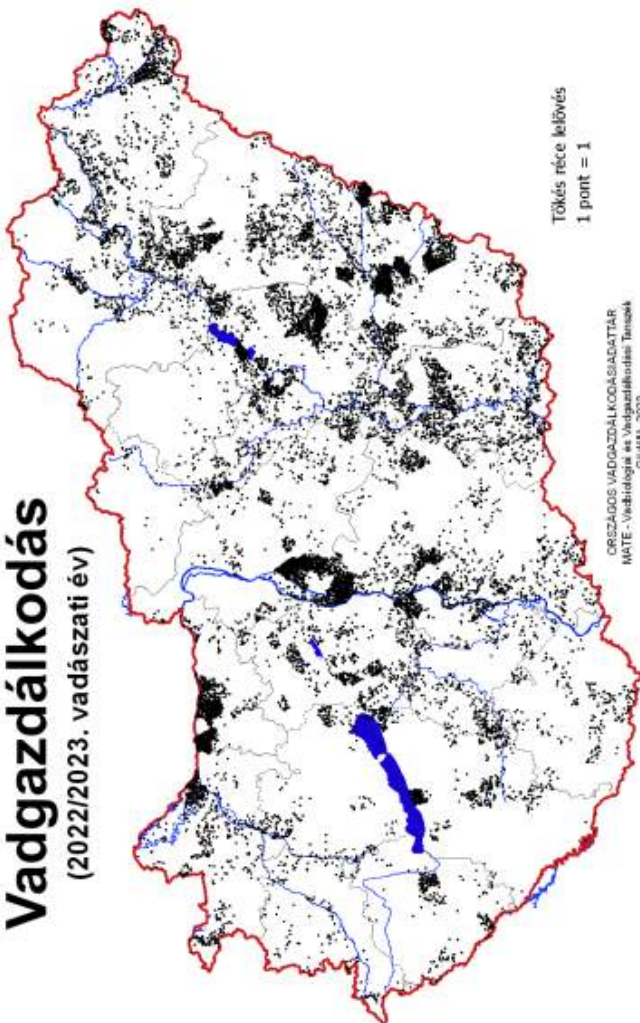 Vadgazdálkodás
(2022/2023. vadászati év)
Tőkés réce lelövés
1 pont = 1
ORSZÁGOS VADGAZDÁLKODÁSI ADATTÁR
MATE - Vadbiológiai és Vadgazdálkodási Tanszék